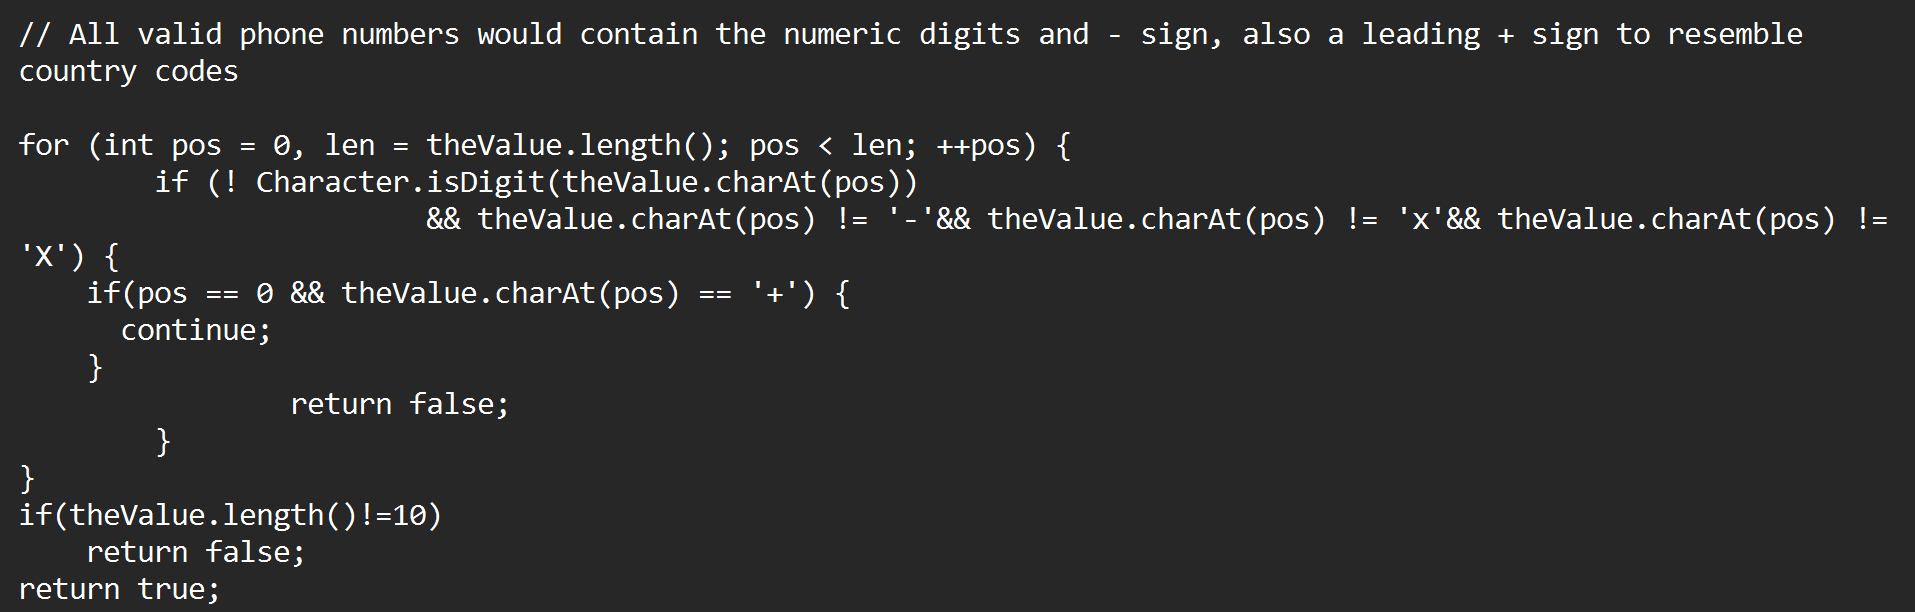 // All valid phone numbers would contain the numeric digits and - sign, also a leading + sign to resemble
country codes

for (int pos = 0, len = theValue.length(); pos < len; ++pos) {
        if (! Character.isDigit(theValue.charAt(pos))
                        && theValue.charAt(pos) != '-'&& theValue.charAt(pos) != 'x'&& theValue.charAt(pos) !=
'X') {
    if(pos == 0 && theValue.charAt(pos) == '+') {
      continue;
    }
                return false;
        }
}
if(theValue.length()!=10)
    return false;
return true;